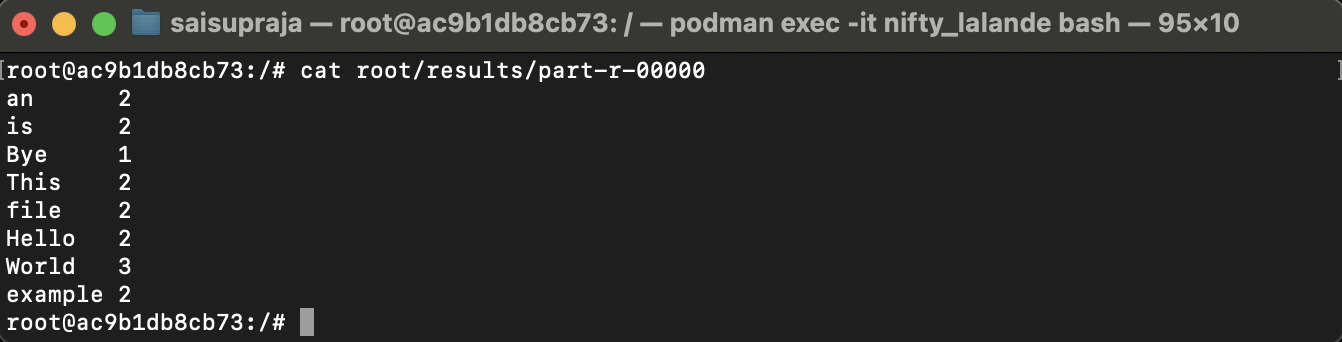 saisupraja — root@ac9b1db8cb73: / — podman exec -it nifty_lalande bash — 95×10
[root@ac9b1db8cb73:/# cat root/results/part-r-00000 ]
an 2
is 2
Bye 1
This 2
file 2
Hello 2
World 3
example 2
root@ac9b1db8cb73:/#